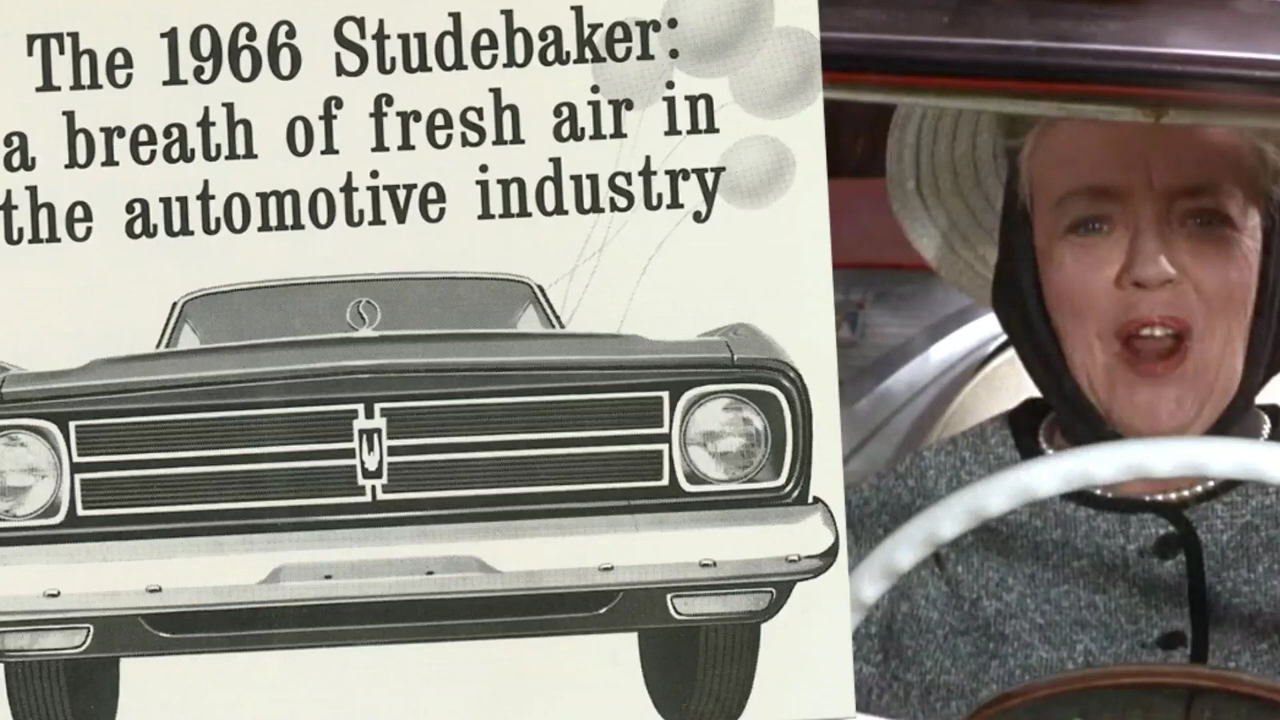 The 1966 Studebaker:
a breath of fresh air in
the automotive industry